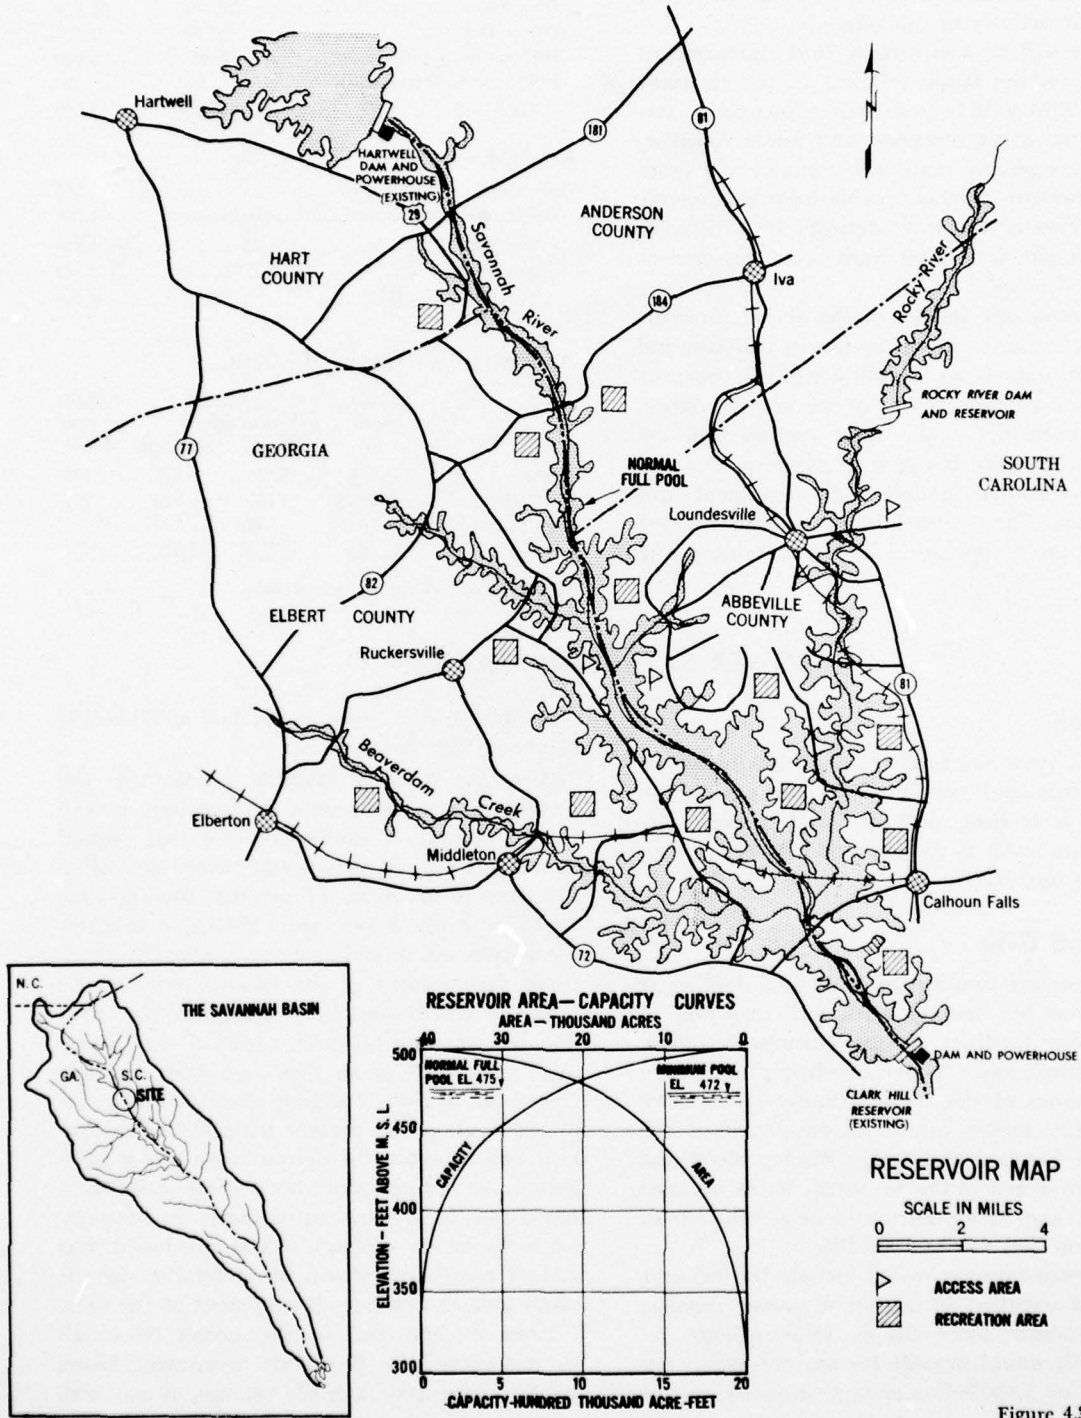 Hartwell
HARTWELL
DAM AND
POWERHOUSE
(EXISTING)
29
181
81
N
ANDERSON
COUNTY
HART
COUNTY
Savannah
River
184
Iva
Rocky River
ROCKY RIVER DAM
AND RESERVOIR
77
GEORGIA
NORMAL
FULL POOL
SOUTH
CAROLINA
Loundesville
82
ELBERT COUNTY
ABBEVILLE
COUNTY
Ruckersville
81
Beaverdam
Creek
Elberton
Middleton
Calhoun Falls
72
DAM AND POWERHOUSE
CLARK HILL
RESERVOIR
(EXISTING)
N.C.
THE SAVANNAH BASIN
GA.
S.C.
SITE
RESERVOIR AREA—CAPACITY CURVES
AREA—THOUSAND ACRES
40 30 20 10 0
500
NORMAL FULL
POOL EL. 475
MINIMUM POOL
EL. 472
450
CAPACITY
AREA
400
350
300
ELEVATION - FEET ABOVE M. S. L.
0 5 10 15 20
CAPACITY-HUNDRED THOUSAND ACRE-FEET
RESERVOIR MAP
SCALE IN MILES
0 2 4
ACCESS AREA
RECREATION AREA